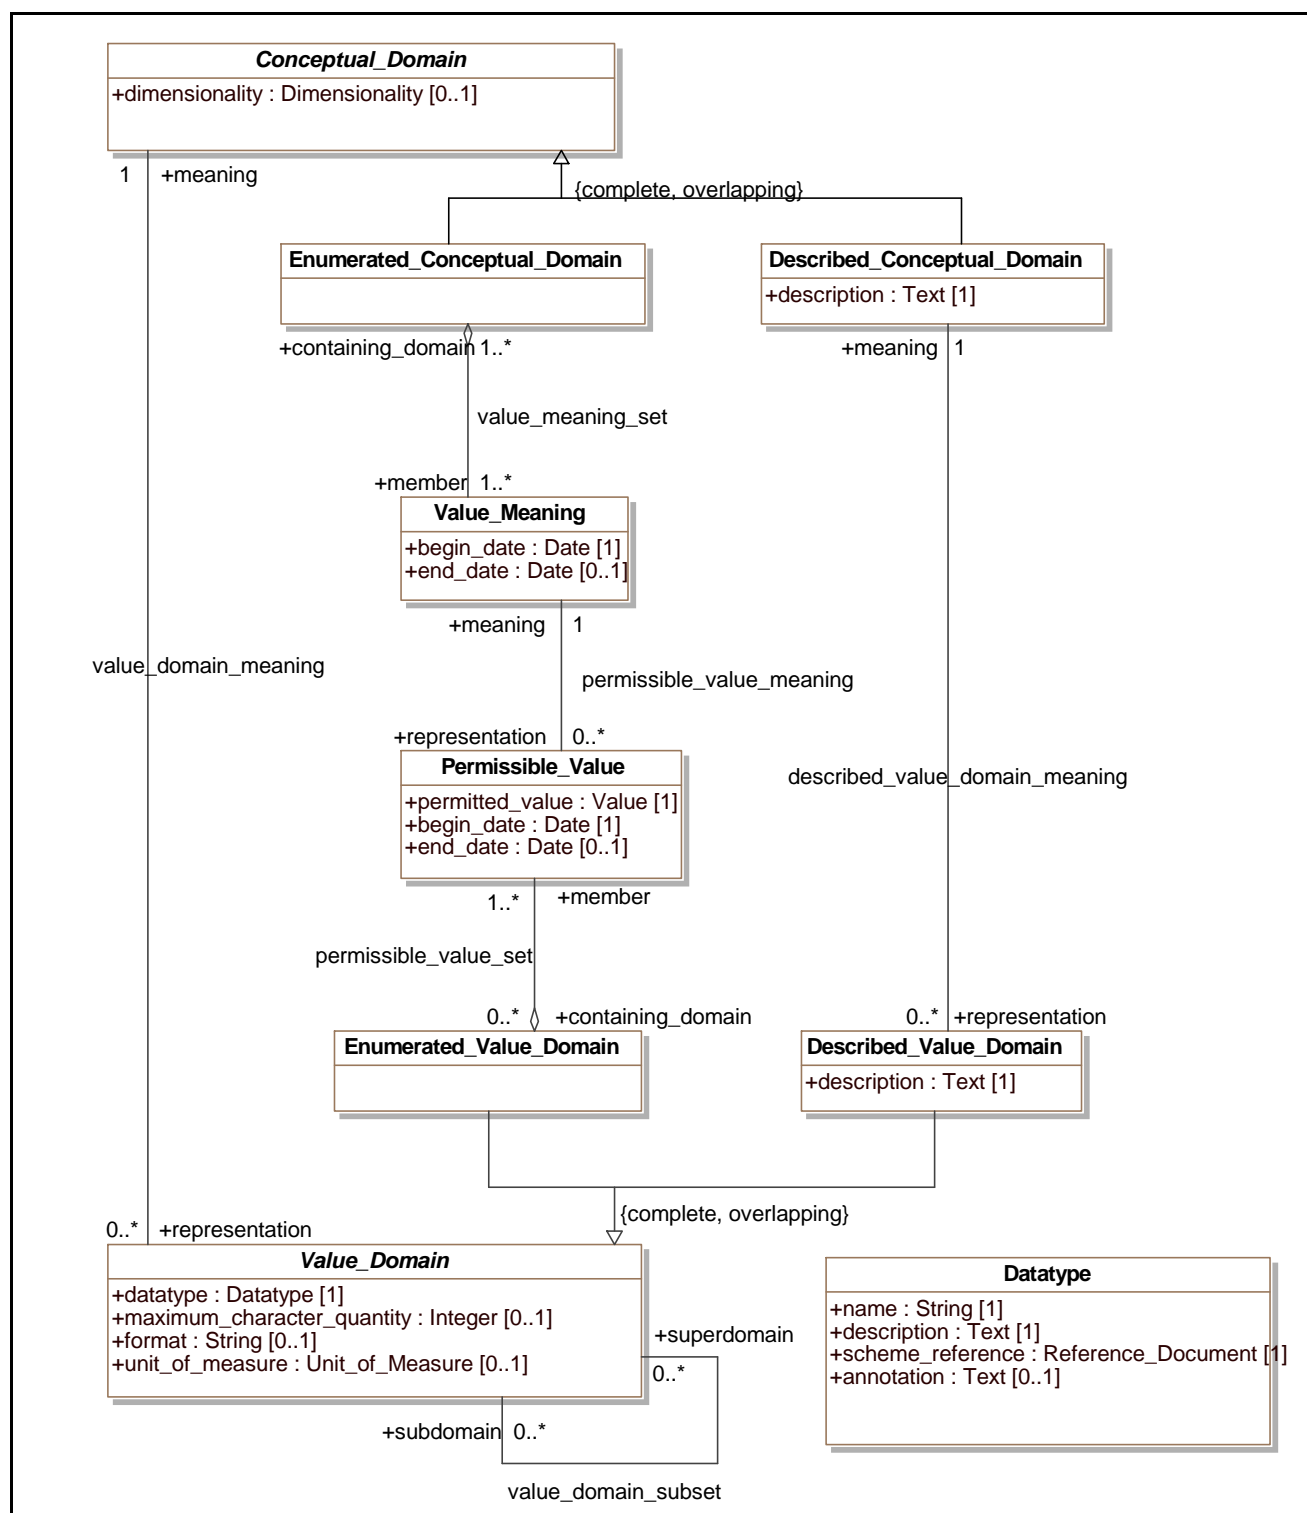 Conceptual_Domain
+dimensionality : Dimensionality [0..1]
1 +meaning
{complete, overlapping}
Enumerated_Conceptual_Domain
Described_Conceptual_Domain
+description : Text [1]
+containing_domain 1..*
+meaning 1
value_meaning_set
+member 1..*
Value_Meaning
+begin_date : Date [1]
+end_date : Date [0..1]
+meaning 1
value_domain_meaning
permissible_value_meaning
+representation 0..*
Permissible_Value
+permitted_value : Value [1]
+begin_date : Date [1]
+end_date : Date [0..1]
described_value_domain_meaning
1..* +member
permissible_value_set
0..* +containing_domain
0..* +representation
Enumerated_Value_Domain
Described_Value_Domain
+description : Text [1]
{complete, overlapping}
0..* +representation
Value_Domain
+datatype : Datatype [1]
+maximum_character_quantity : Integer [0..1]
+format : String [0..1]
+unit_of_measure : Unit_of_Measure [0..1]
+superdomain
0..*
+subdomain 0..*
value_domain_subset
Datatype
+name : String [1]
+description : Text [1]
+scheme_reference : Reference_Document [1]
+annotation : Text [0..1]